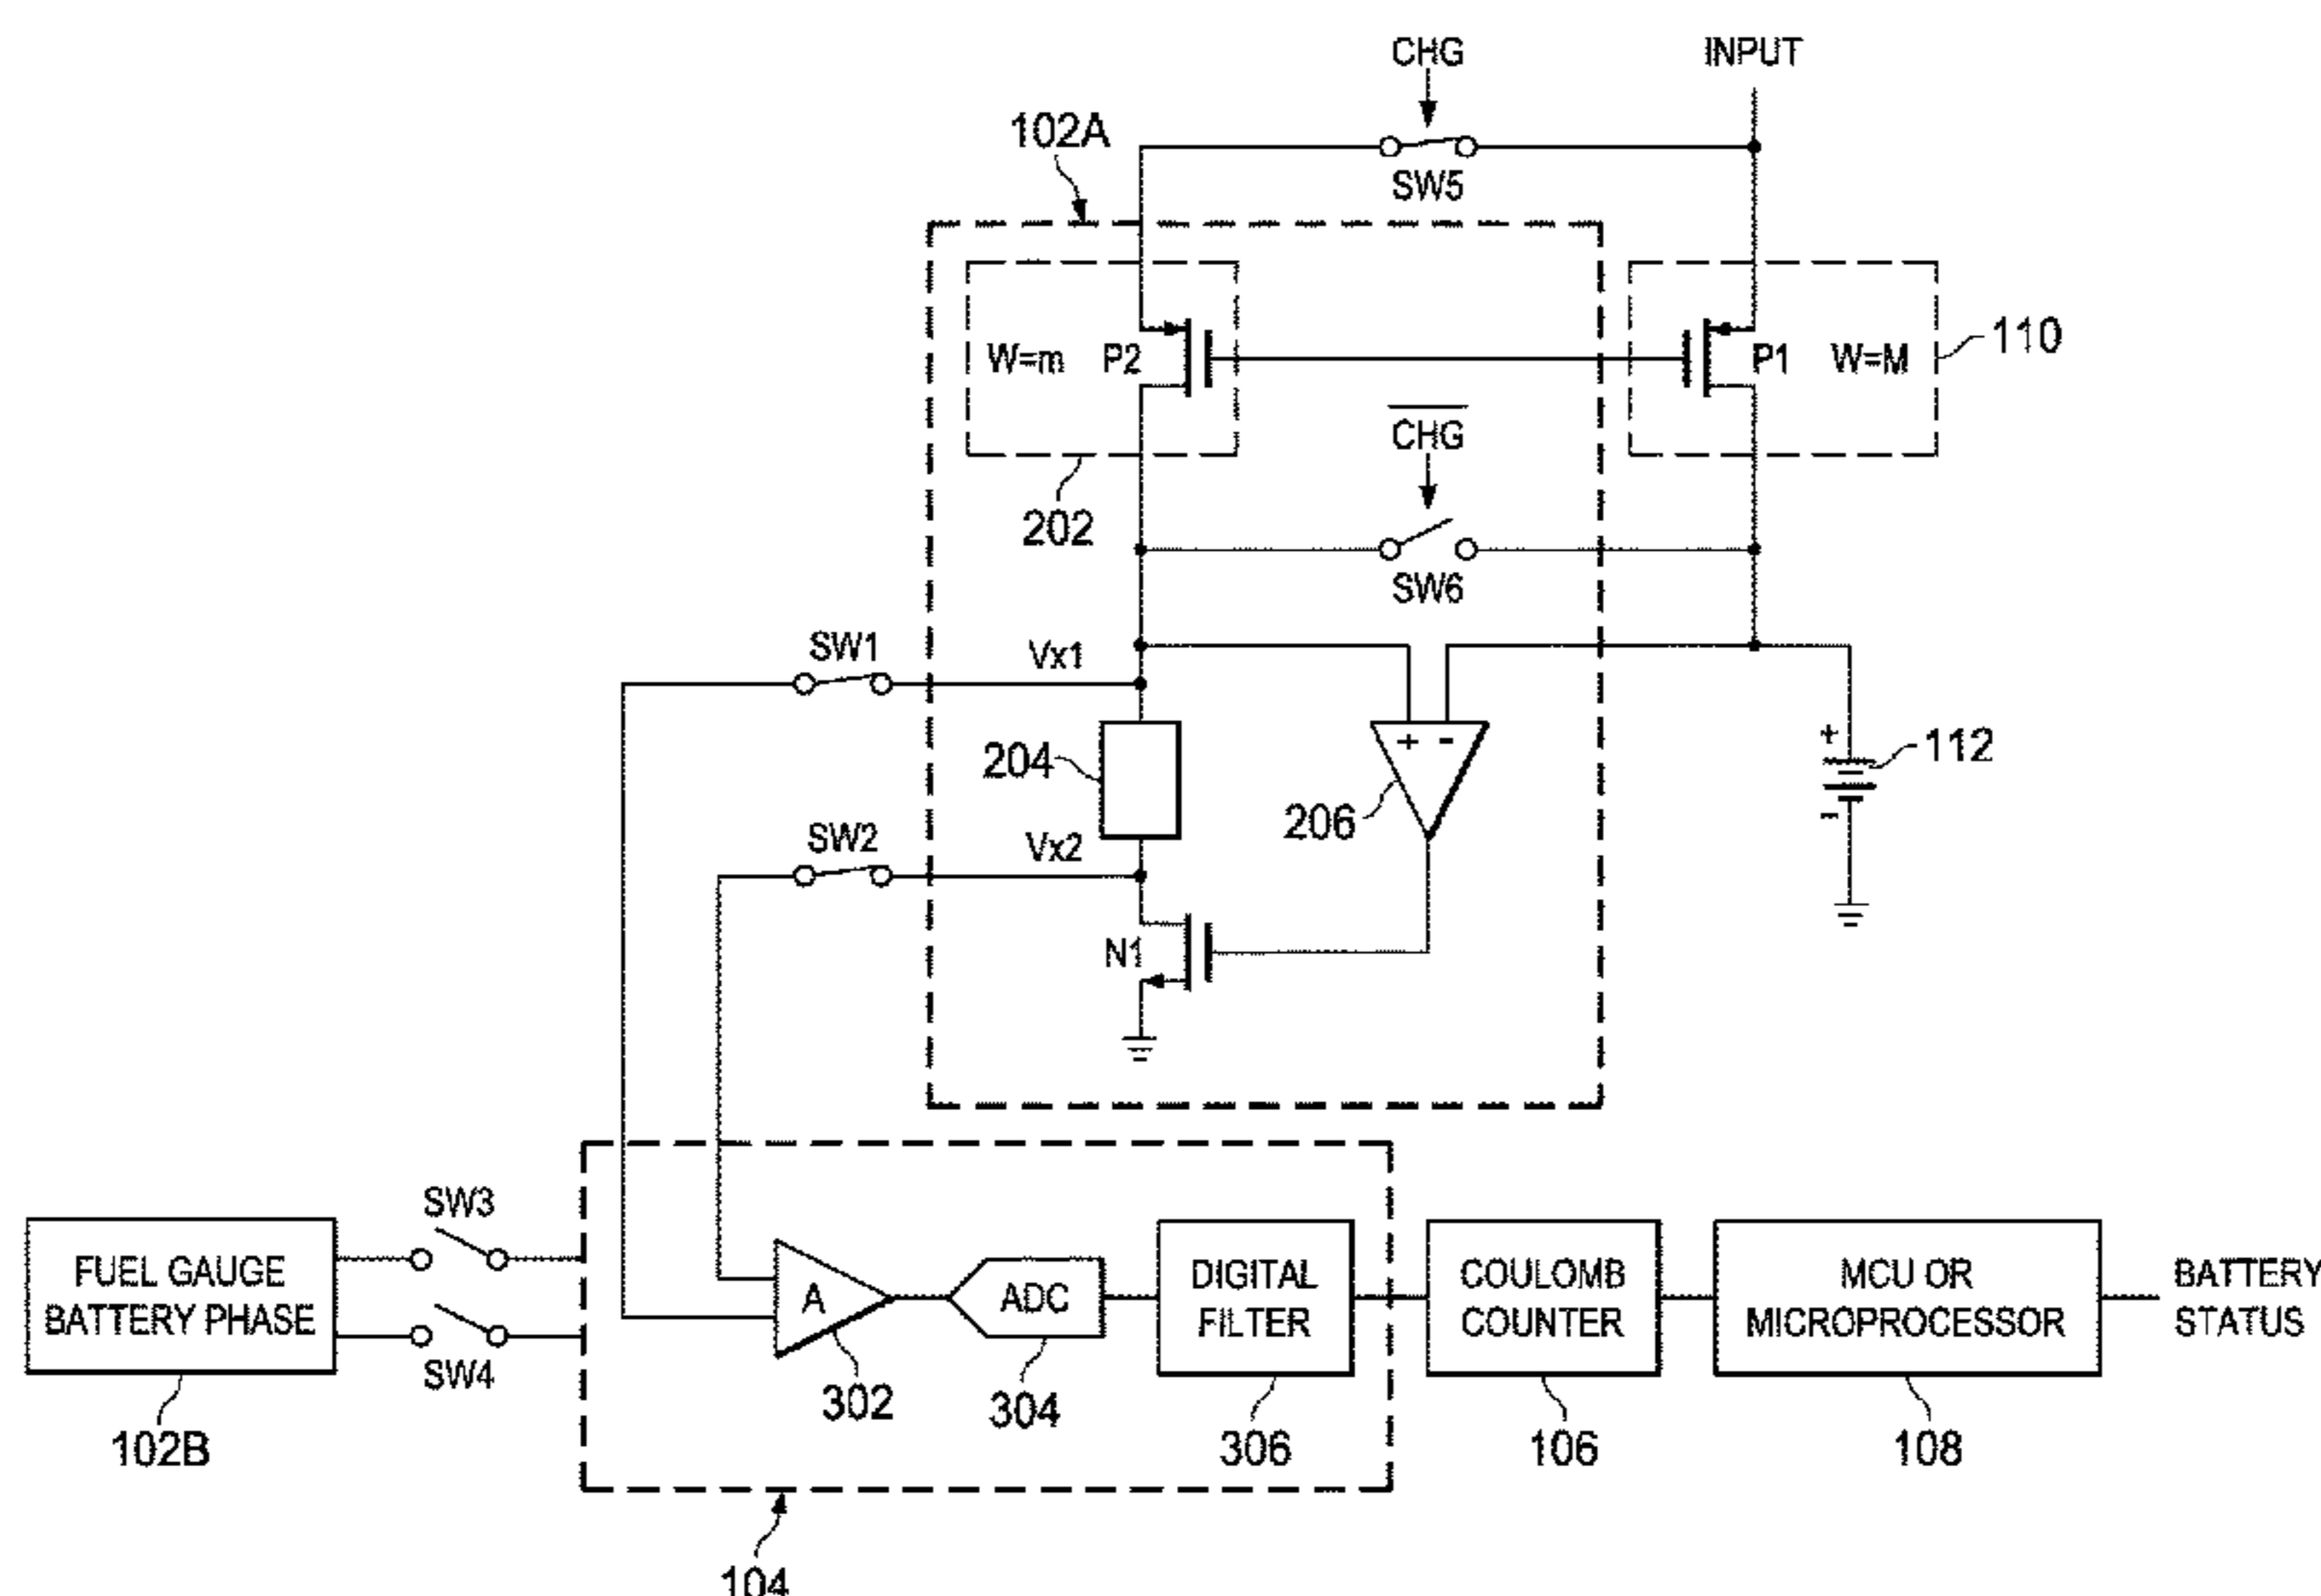 CHG
INPUT
102A
SW5
W=m
P2
P1
W=M
110
CHG
202
SW6
SW1
Vx1
204
+ -
206
+
112
-
SW2
Vx2
N1
SW3
FUEL GAUGE
BATTERY PHASE
SW4
102B
A
302
ADC
304
DIGITAL
FILTER
306
COULOMB
COUNTER
106
MCU OR
MICROPROCESSOR
108
BATTERY
STATUS
104